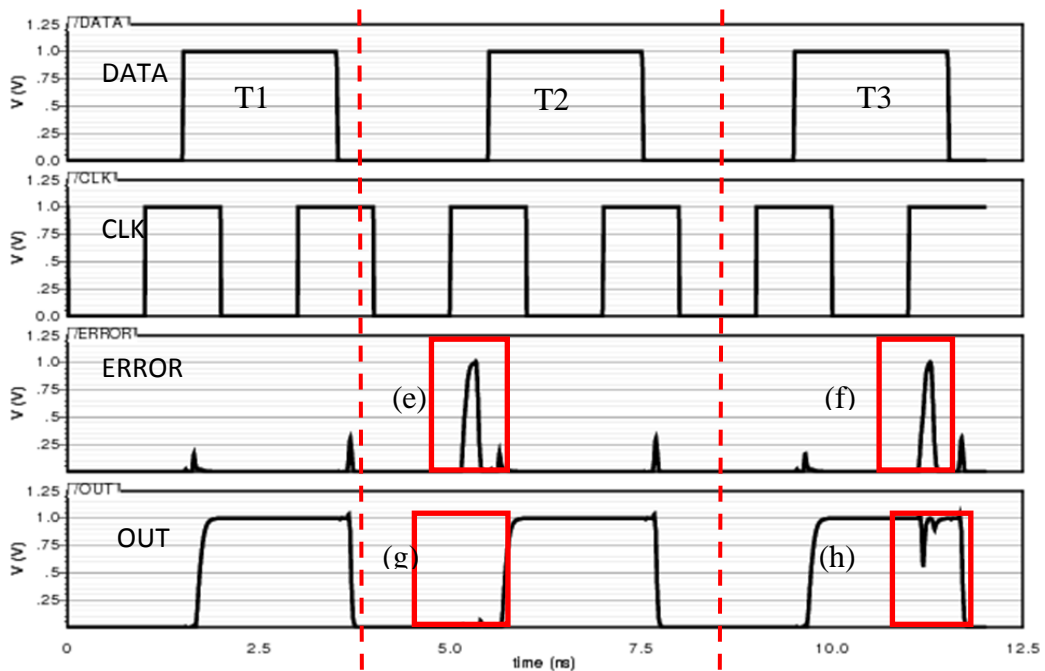 /DATA
1.25
1.0
.75
.5
.25
0.0
V (V)
DATA
T1
T2
T3
/CLK
1.25
1.0
.75
.5
.25
0.0
V (V)
CLK
/ERROR
1.25
1.0
.75
.5
.25
V (V)
ERROR
(e)
(f)
/OUT
1.25
1.0
.75
.5
.25
V (V)
OUT
(g)
(h)
0
2.5
5.0
7.5
10.0
12.5
time (ns)